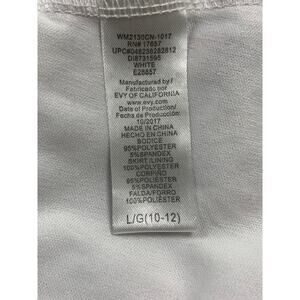 WM2130CN-1017
RN# 17657
UPC#048238282812
DI8731595
WHITE
E28657
Manufactured by /
Fabricado por
EVY OF CALIFORNIA
www.evy.com
Date of Production/
Fecha de Producción:
10/2017
MADE IN CHINA
HECHO EN CHINA
BODICE
95%POLYESTER
5%SPANDEX
SKIRT/LINING
100%POLYESTER
CORPIÑO
95%POLIÉSTER
5%SPANDEX
FALDA/FORRO
100%POLIÉSTER
L/G(10-12)